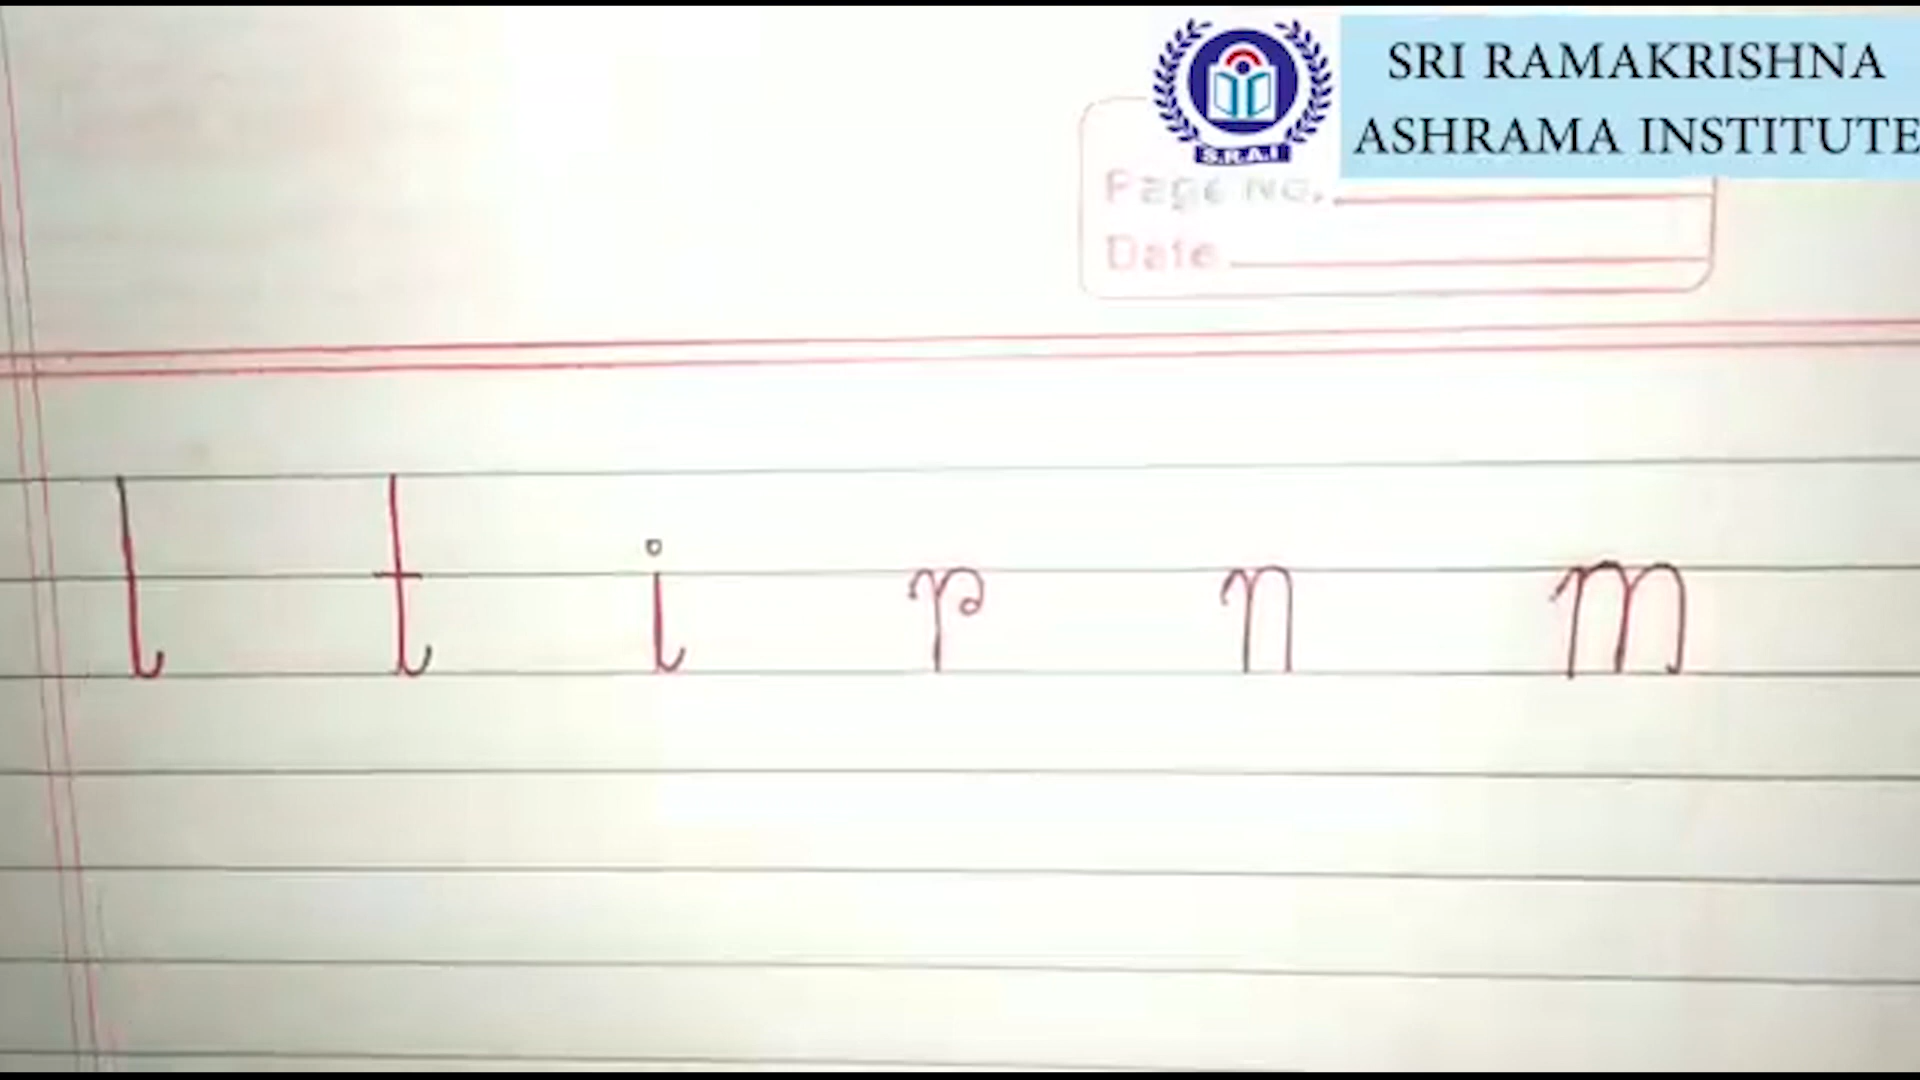 SRI RAMAKRISHNA
ASHRAMA INSTITUTE
S.R.A.I
Page No.
Date
l t i r n m